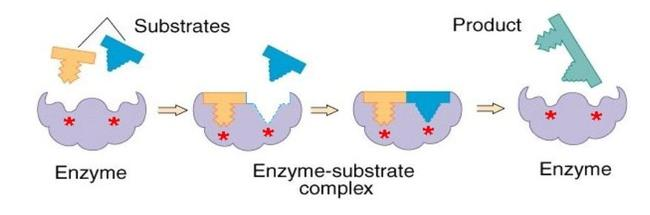 Substrates
Product
Enzyme
Enzyme-substrate
complex
Enzyme